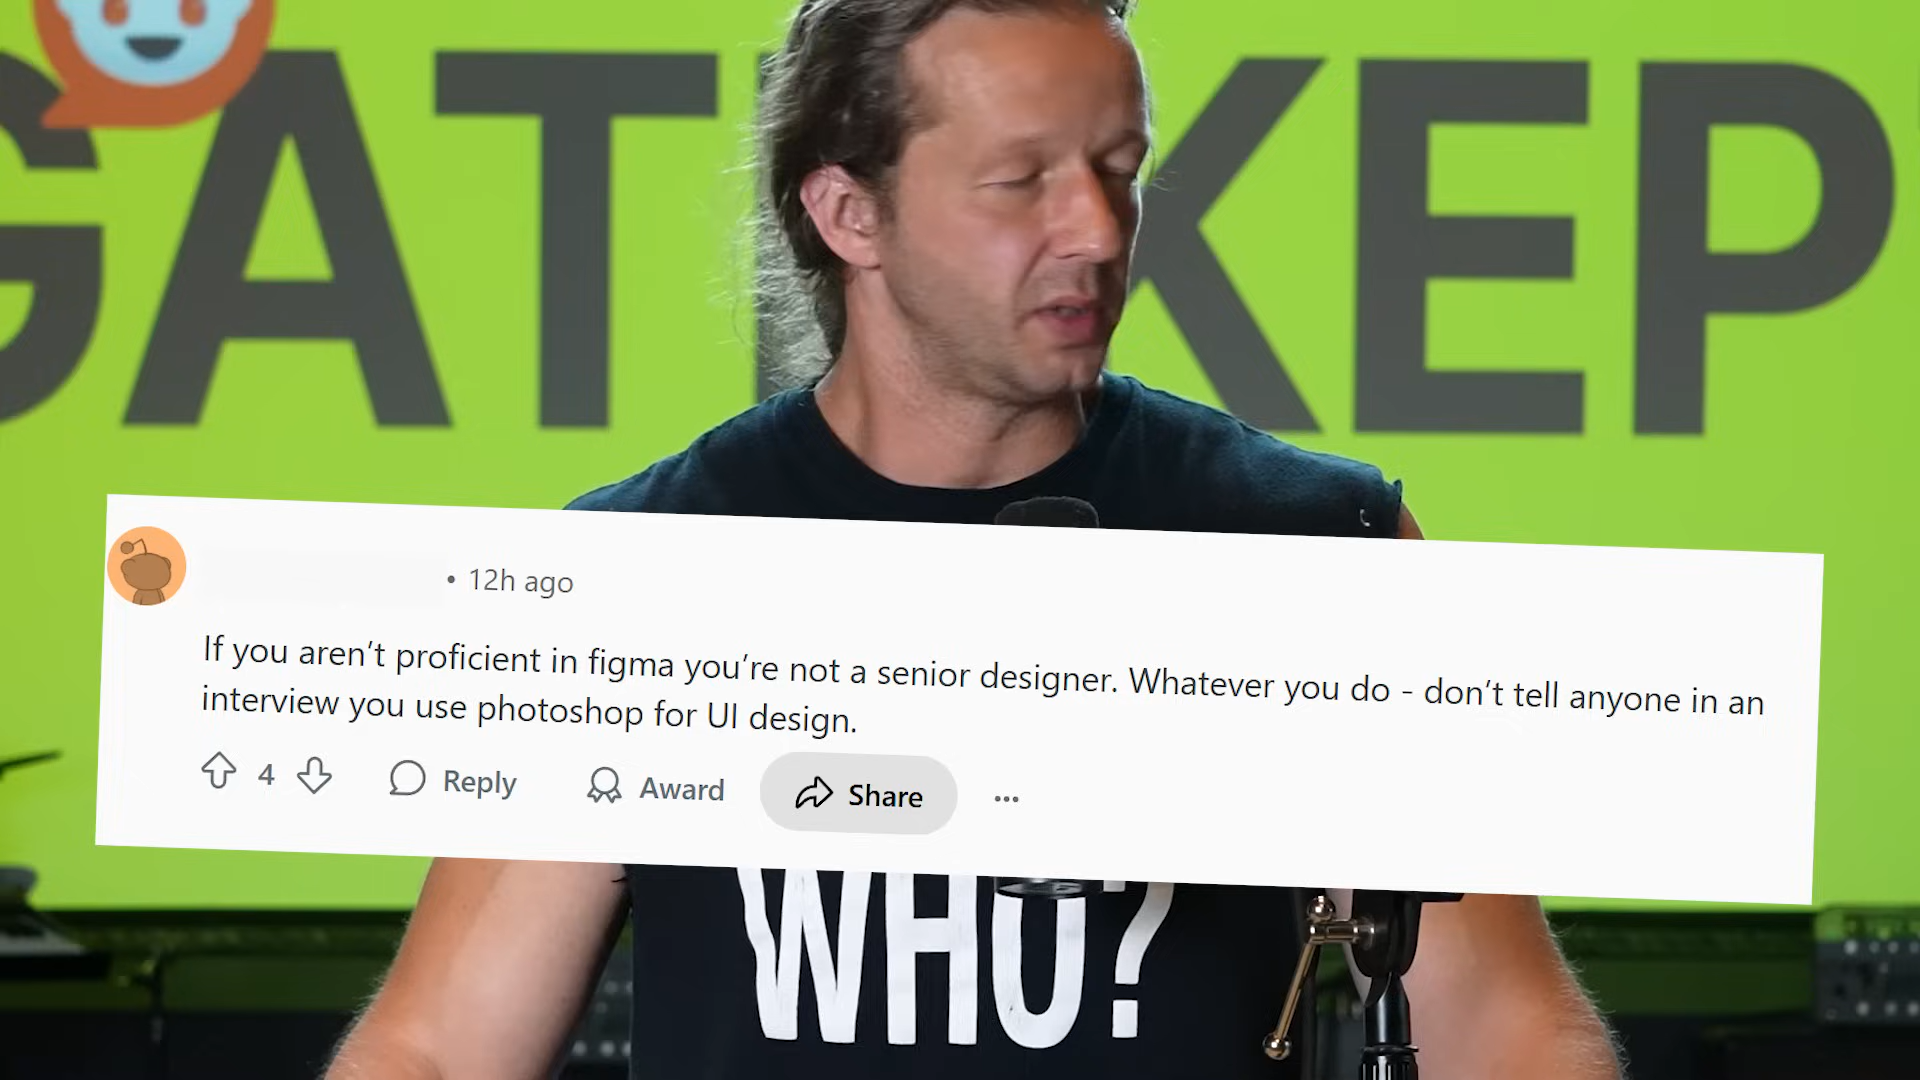 GAT KEP
• 12h ago
If you aren't proficient in figma you're not a senior designer. Whatever you do - don't tell anyone in an
interview you use photoshop for UI design.
4 Reply Award Share ...
WHO?